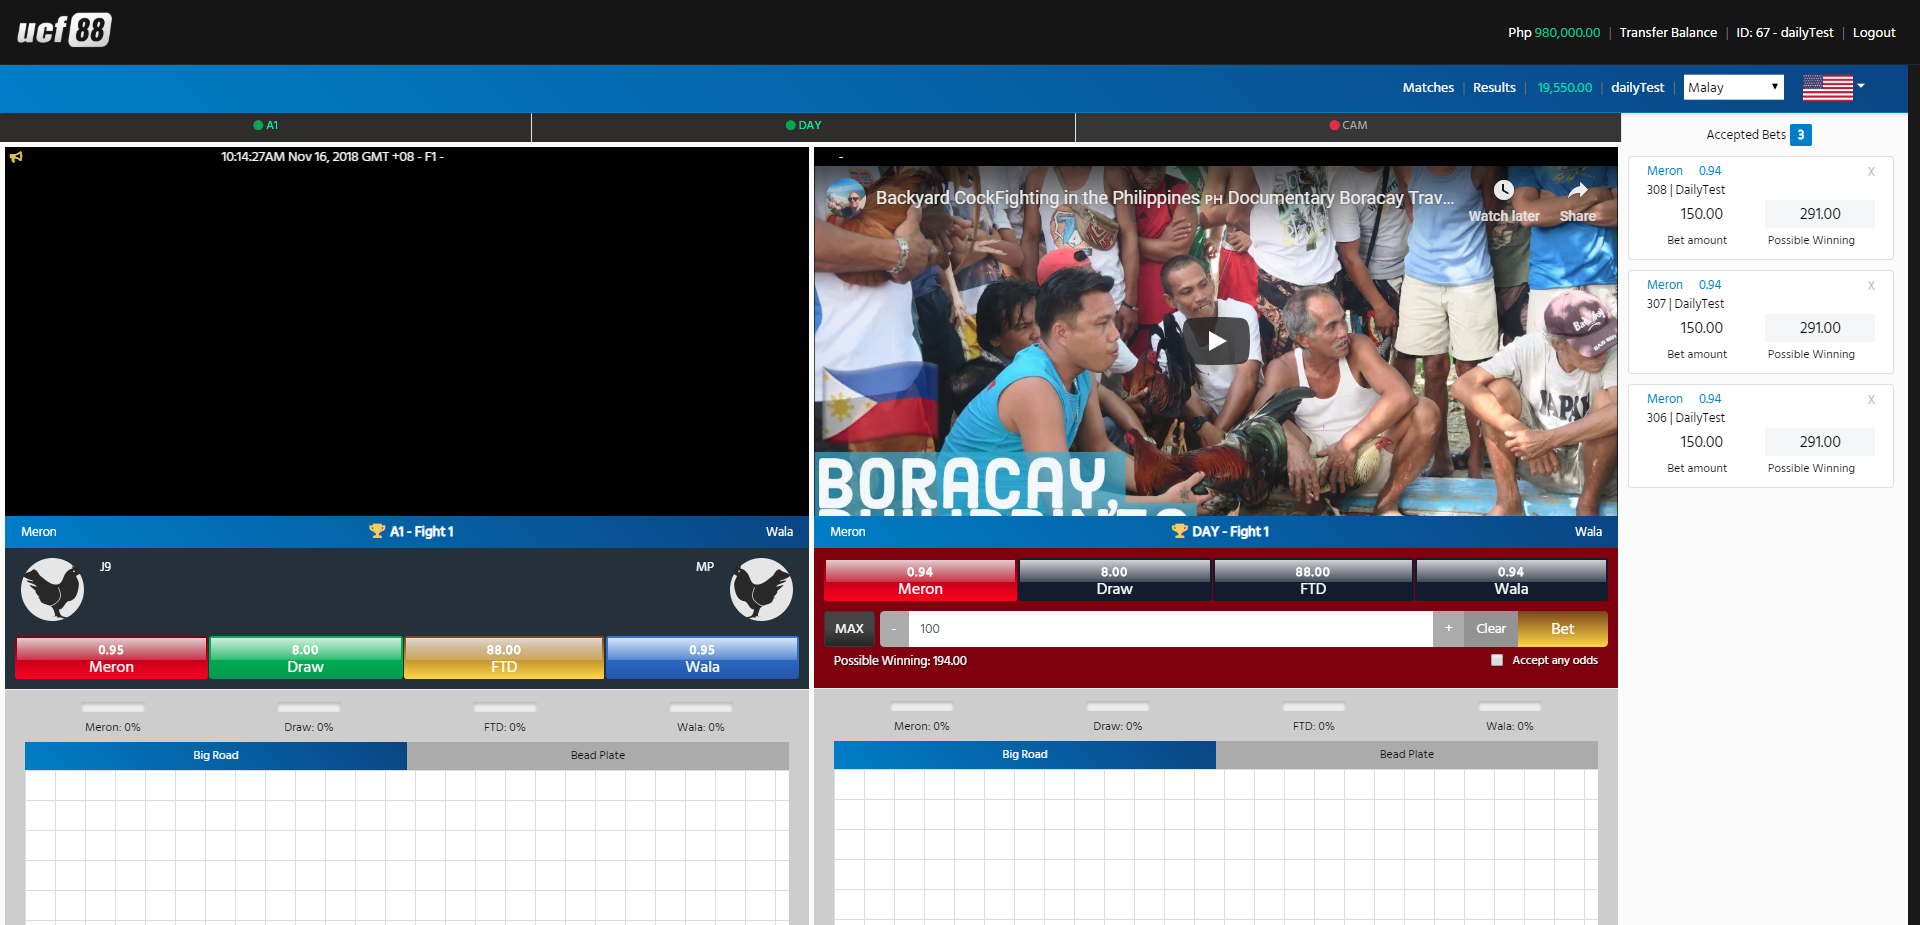 ucf 88
Php 980,000.00 | Transfer Balance | ID: 67 - dailyTest | Logout
Matches | Results | 19,550.00 | dailyTest | Malay
A1
DAY
CAM
10:14:27AM Nov 16, 2018 GMT +08 - F1 -
-
Backyard CockFighting in the Philippines PH Documentary Boracay Trav...
Watch later
Share
JAPAN
BORACAY,
Meron
A1 - Fight 1
Wala
J9
MP
0.95
Meron
8.00
Draw
88.00
FTD
0.95
Wala
Meron: 0%
Draw: 0%
FTD: 0%
Wala: 0%
Big Road
Bead Plate
Meron
DAY - Fight 1
Wala
0.94
Meron
8.00
Draw
88.00
FTD
0.94
Wala
MAX
-
100
+
Clear
Bet
Possible Winning: 194.00
Accept any odds
Meron: 0%
Draw: 0%
FTD: 0%
Wala: 0%
Big Road
Bead Plate
Accepted Bets 3
Meron 0.94 X
308 | DailyTest
150.00 291.00
Bet amount Possible Winning
Meron 0.94 X
307 | DailyTest
150.00 291.00
Bet amount Possible Winning
Meron 0.94 X
306 | DailyTest
150.00 291.00
Bet amount Possible Winning